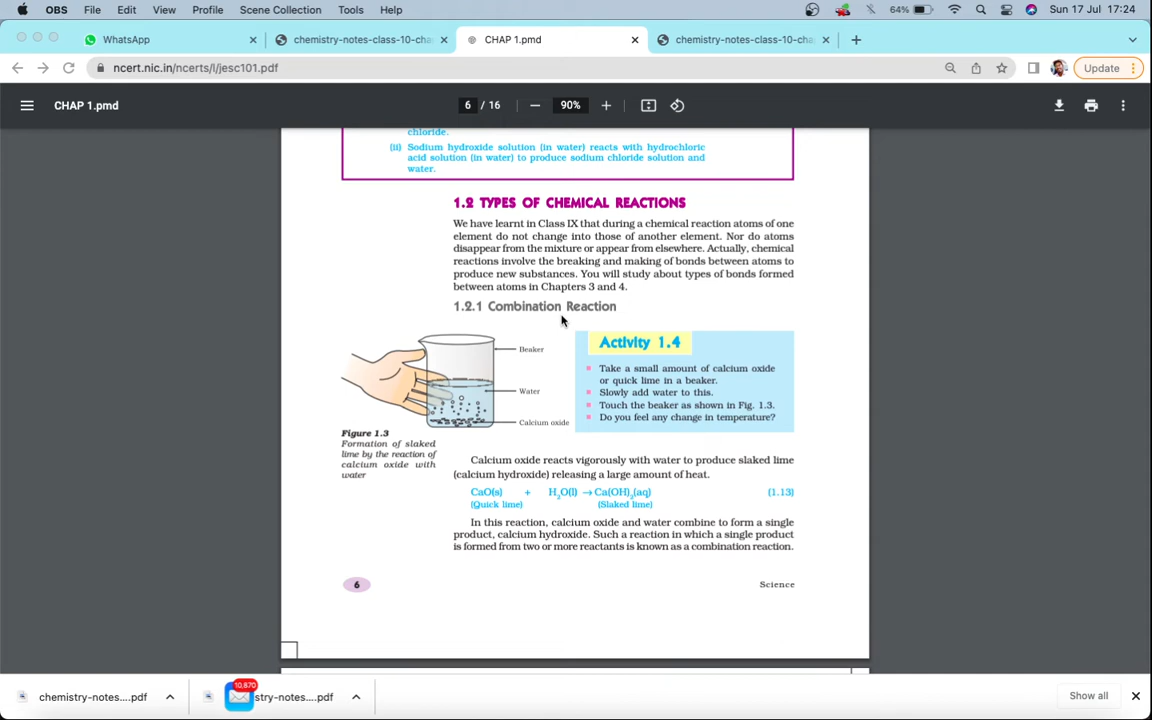 OBS File Edit View Profile Scene Collection Tools Help 64% Sun 17 Jul 17:24
WhatsApp chemistry-notes-class-10-cha CHAP 1.pmd chemistry-notes-class-10-cha
ncert.nic.in/ncerts/l/jesc101.pdf Update
CHAP 1.pmd 6 / 16 90%
chloride.
(ii) Sodium hydroxide solution (in water) reacts with hydrochloric
acid solution (in water) to produce sodium chloride solution and
water.
1.2 TYPES OF CHEMICAL REACTIONS
We have learnt in Class IX that during a chemical reaction atoms of one
element do not change into those of another element. Nor do atoms
disappear from the mixture or appear from elsewhere. Actually, chemical
reactions involve the breaking and making of bonds between atoms to
produce new substances. You will study about types of bonds formed
between atoms in Chapters 3 and 4.
1.2.1 Combination Reaction
Beaker
Water
Calcium oxide
Figure 1.3
Formation of slaked
lime by the reaction of
calcium oxide with
water
Activity 1.4
Take a small amount of calcium oxide
or quick lime in a beaker.
Slowly add water to this.
Touch the beaker as shown in Fig. 1.3.
Do you feel any change in temperature?
Calcium oxide reacts vigorously with water to produce slaked lime
(calcium hydroxide) releasing a large amount of heat.
CaO(s) + H₂O(l) → Ca(OH)₂(aq) (1.13)
(Quick lime) (Slaked lime)
In this reaction, calcium oxide and water combine to form a single
product, calcium hydroxide. Such a reaction in which a single product
is formed from two or more reactants is known as a combination reaction.
6 Science
chemistry-notes....pdf 10,870 stry-notes....pdf Show all